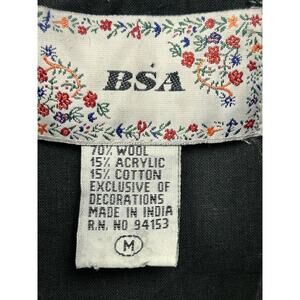 BSA
70% WOOL
15% ACRYLIC
15% COTTON
EXCLUSIVE OF
DECORATIONS
MADE IN INDIA
R.N. NO 94153
M